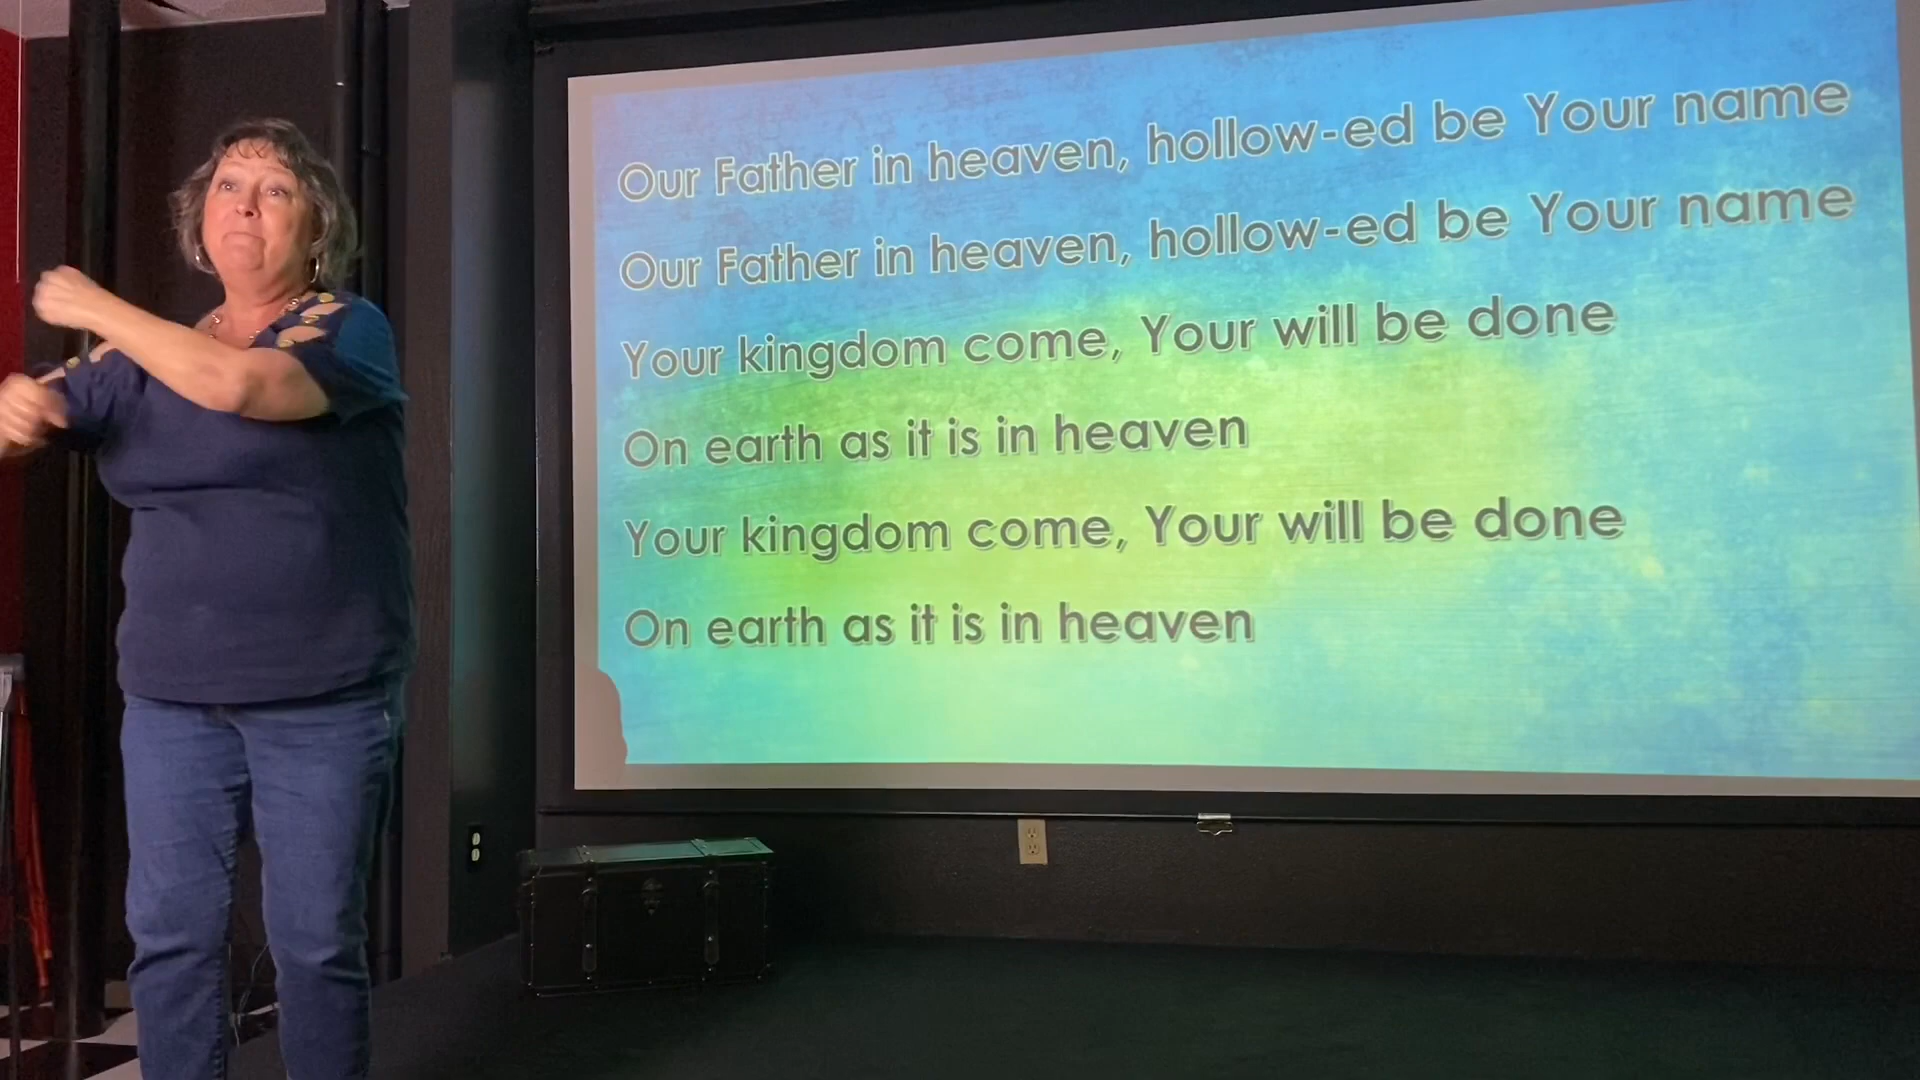 Our Father in heaven, hollow-ed be Your name
Our Father in heaven, hollow-ed be Your name
Your kingdom come, Your will be done
On earth as it is in heaven
Your kingdom come, Your will be done
On earth as it is in heaven